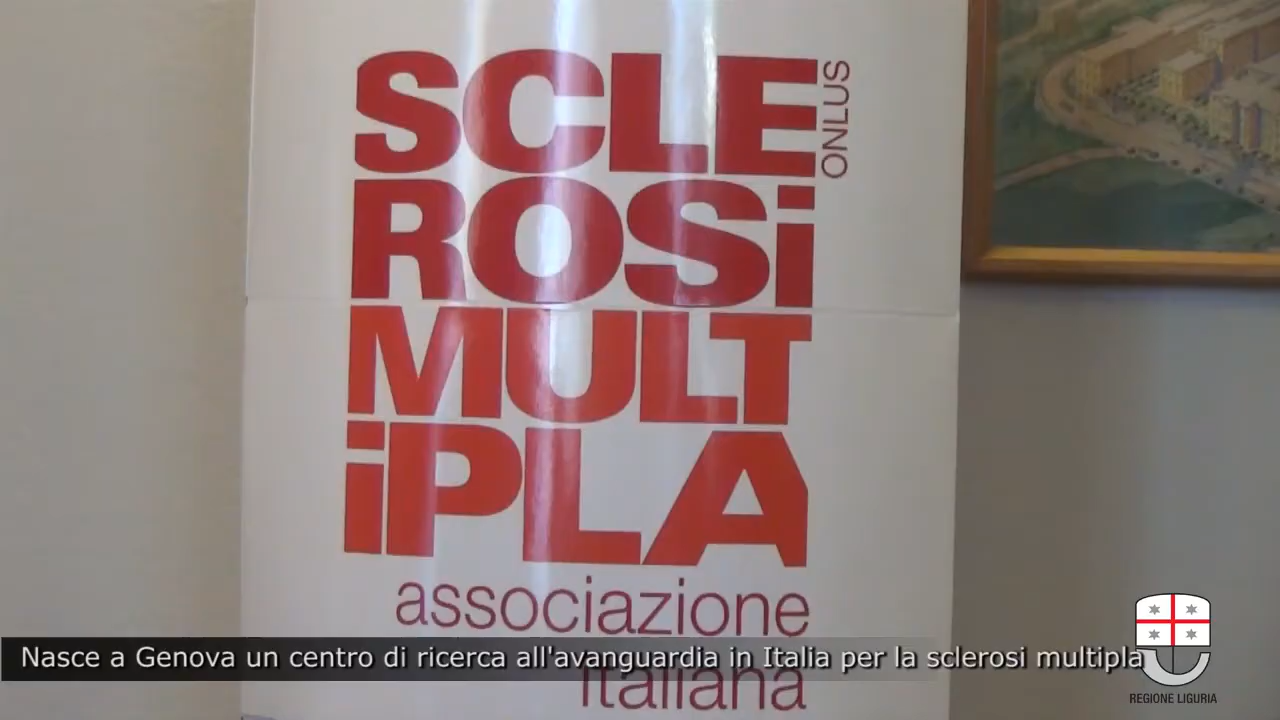 SCLE
ONLUS
ROSi
MULT
iPLA
associazione
italiana
Nasce a Genova un centro di ricerca all'avanguardia in Italia per la sclerosi multipla
REGIONE LIGURIA